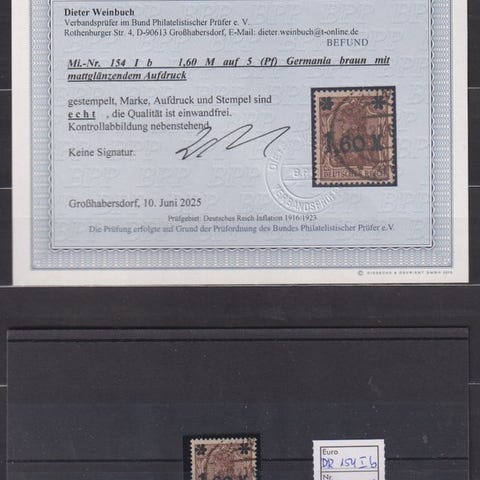 Dieter Weinbuch
Verbandsprüfer im Bund Philatelistischer Prüfer e. V.
Rothenburger Str. 4, D-90613 Großhabersdorf, E-Mail: dieter.weinbuch@t-online.de
BEFUND
Mi.-Nr. 154 I b 1,60 M auf 5 (Pf) Germania braun mit
mattglänzendem Aufdruck
gestempelt, Marke, Aufdruck und Stempel sind
e c h t , die Qualität ist einwandfrei.
Kontrollabbildung nebenstehend.
Keine Signatur.
1,60 M
Großhabersdorf, 10. Juni 2025
Prüfgebiet: Deutsches Reich Inflation 1916/1923
Die Prüfung erfolgte auf Grund der Prüfordnung des Bundes Philatelistischer Prüfer e.V.
Euro
DR 154 I b
Nr.